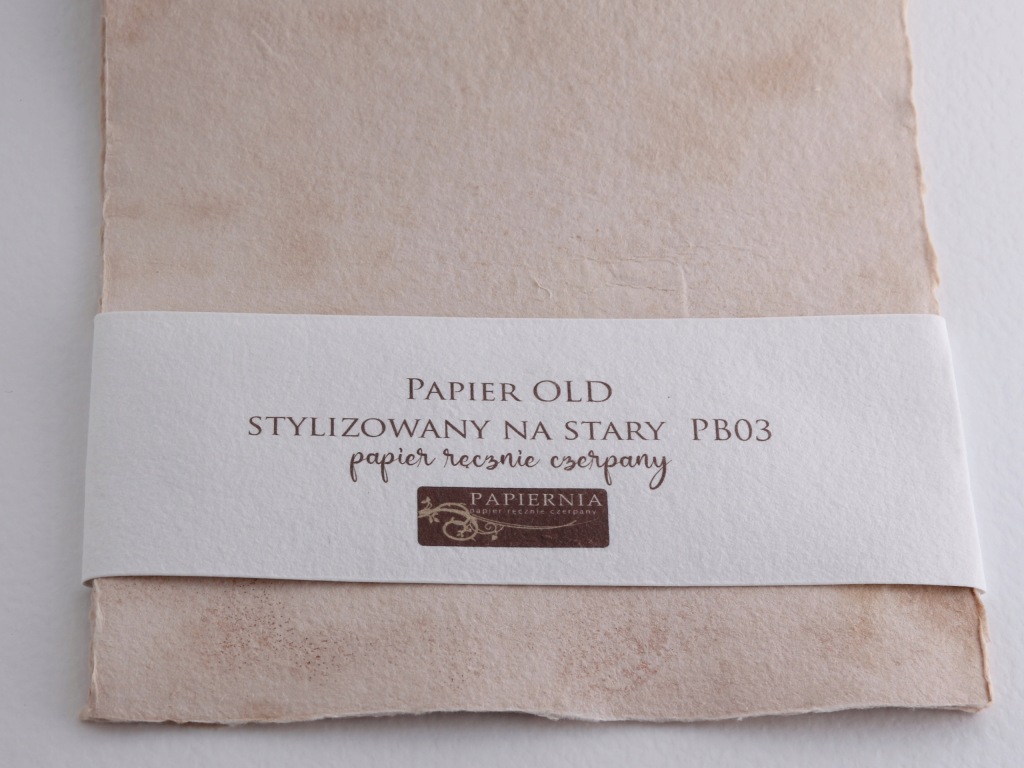 Papier OLD
stylizowany na stary PB03
papier ręcznie czerpany
PAPIERNIA
papier ręcznie czerpany